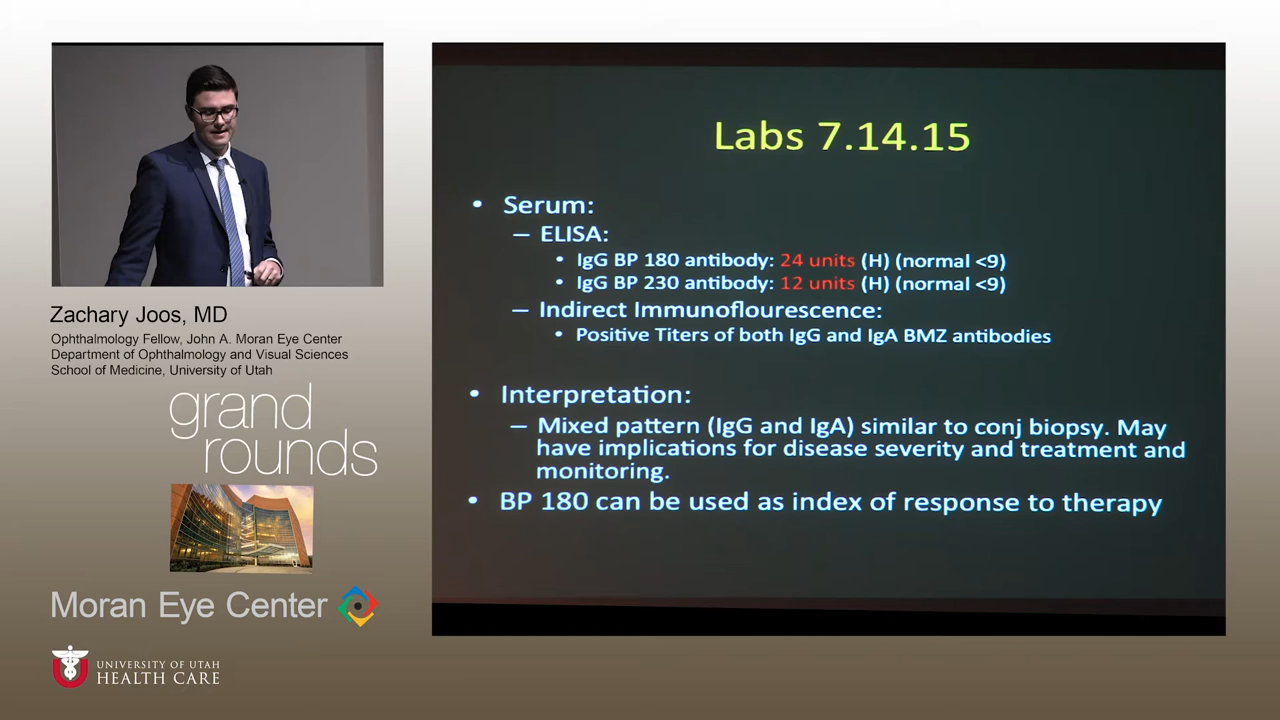 Labs 7.14.15
• Serum:
– ELISA:
• IgG BP 180 antibody: 24 units (H) (normal <9)
• IgG BP 230 antibody: 12 units (H) (normal <9)
– Indirect Immunoflourescence:
• Positive Titers of both IgG and IgA BMZ antibodies
• Interpretation:
– Mixed pattern (IgG and IgA) similar to conj biopsy. May
have implications for disease severity and treatment and
monitoring.
• BP 180 can be used as index of response to therapy
Zachary Joos, MD
Ophthalmology Fellow, John A. Moran Eye Center
Department of Ophthalmology and Visual Sciences
School of Medicine, University of Utah
grand
rounds
Moran Eye Center
UNIVERSITY OF UTAH
HEALTH CARE